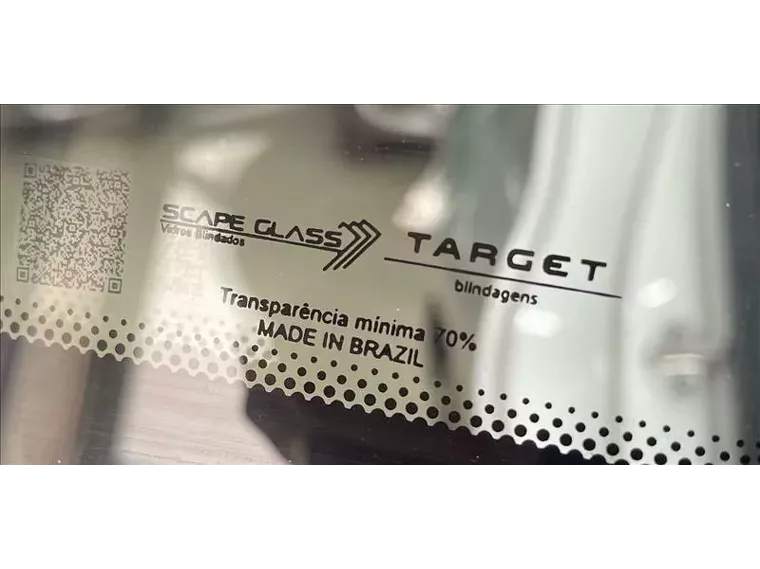 SCAPE GLASS
Vidros Blindados
TARGET
blindagens
Transparência mínima 70%
MADE IN BRAZIL